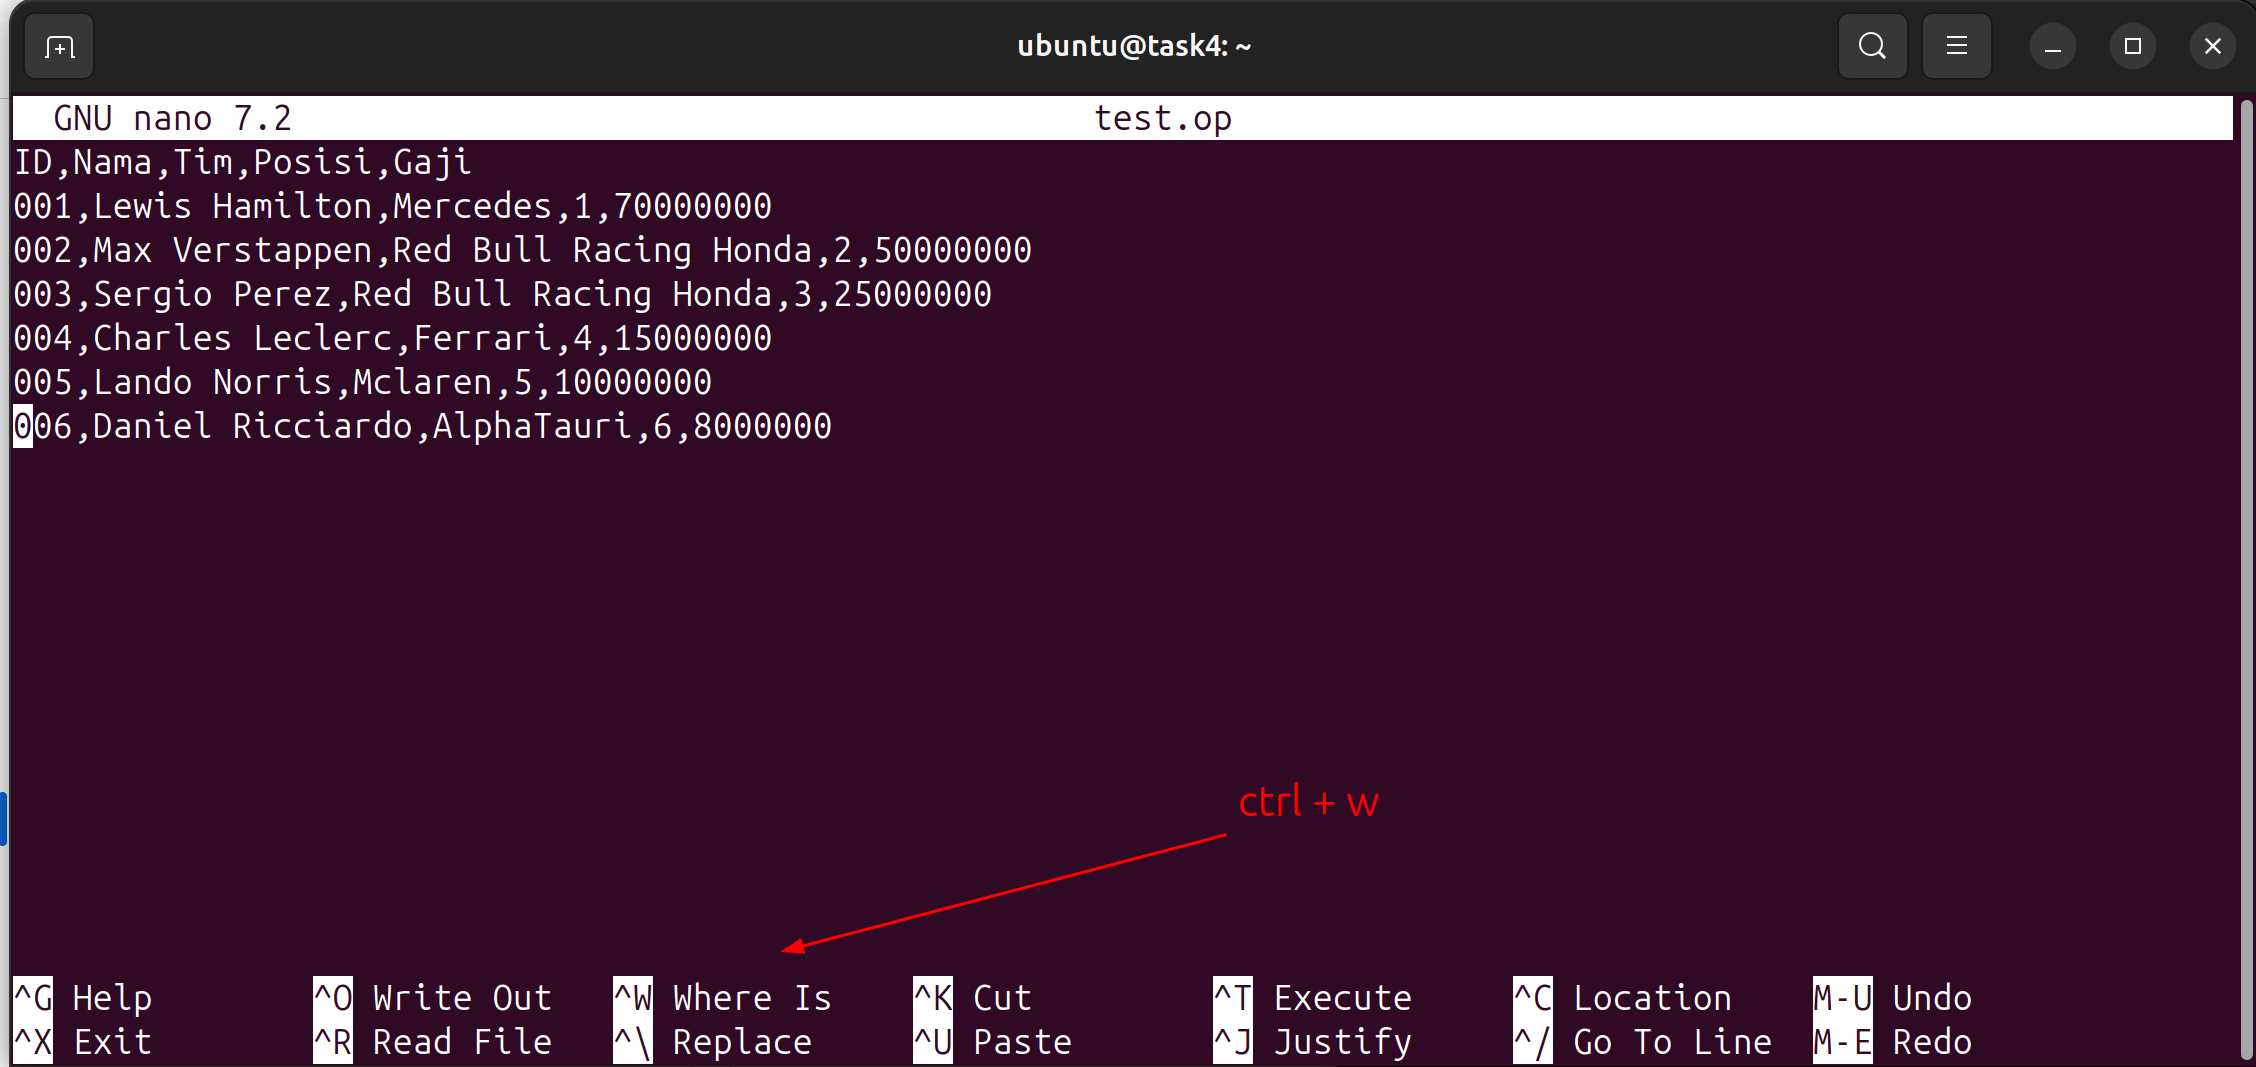 ubuntu@task4: ~
GNU nano 7.2 test.op
ID,Nama,Tim,Posisi,Gaji
001,Lewis Hamilton,Mercedes,1,70000000
002,Max Verstappen,Red Bull Racing Honda,2,50000000
003,Sergio Perez,Red Bull Racing Honda,3,25000000
004,Charles Leclerc,Ferrari,4,15000000
005,Lando Norris,Mclaren,5,10000000
006,Daniel Ricciardo,AlphaTauri,6,8000000
ctrl + w
^G Help ^O Write Out ^W Where Is ^K Cut ^T Execute ^C Location M-U Undo
^X Exit ^R Read File ^\ Replace ^U Paste ^J Justify ^/ Go To Line M-E Redo